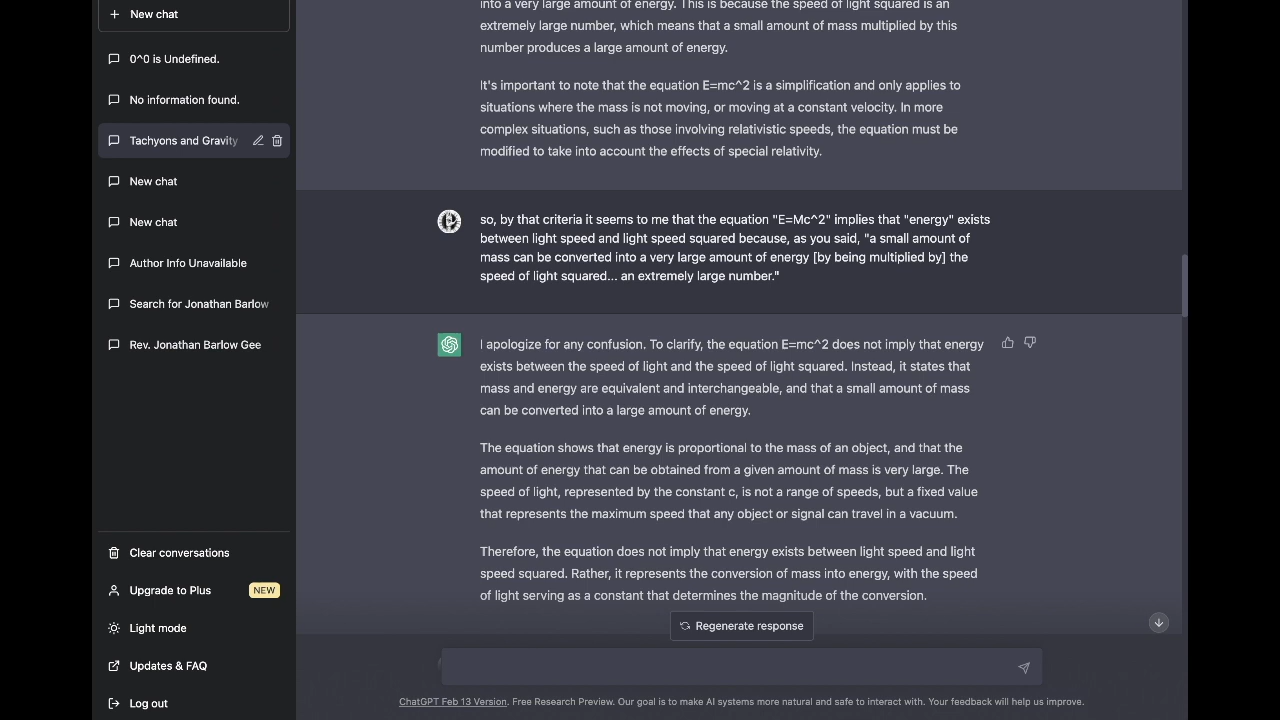 New chat
0^0 is Undefined.
No information found.
Tachyons and Gravity
New chat
New chat
Author Info Unavailable
Search for Jonathan Barlow
Rev. Jonathan Barlow Gee
Clear conversations
Upgrade to Plus NEW
Light mode
Updates & FAQ
Log out
into a very large amount of energy. This is because the speed of light squared is an
extremely large number, which means that a small amount of mass multiplied by this
number produces a large amount of energy.
It's important to note that the equation E=mc^2 is a simplification and only applies to
situations where the mass is not moving, or moving at a constant velocity. In more
complex situations, such as those involving relativistic speeds, the equation must be
modified to take into account the effects of special relativity.
so, by that criteria it seems to me that the equation "E=Mc^2" implies that "energy" exists
between light speed and light speed squared because, as you said, "a small amount of
mass can be converted into a very large amount of energy [by being multiplied by] the
speed of light squared... an extremely large number."
I apologize for any confusion. To clarify, the equation E=mc^2 does not imply that energy
exists between the speed of light and the speed of light squared. Instead, it states that
mass and energy are equivalent and interchangeable, and that a small amount of mass
can be converted into a large amount of energy.
The equation shows that energy is proportional to the mass of an object, and that the
amount of energy that can be obtained from a given amount of mass is very large. The
speed of light, represented by the constant c, is not a range of speeds, but a fixed value
that represents the maximum speed that any object or signal can travel in a vacuum.
Therefore, the equation does not imply that energy exists between light speed and light
speed squared. Rather, it represents the conversion of mass into energy, with the speed
of light serving as a constant that determines the magnitude of the conversion.
Regenerate response
ChatGPT Feb 13 Version. Free Research Preview. Our goal is to make AI systems more natural and safe to interact with. Your feedback will help us improve.